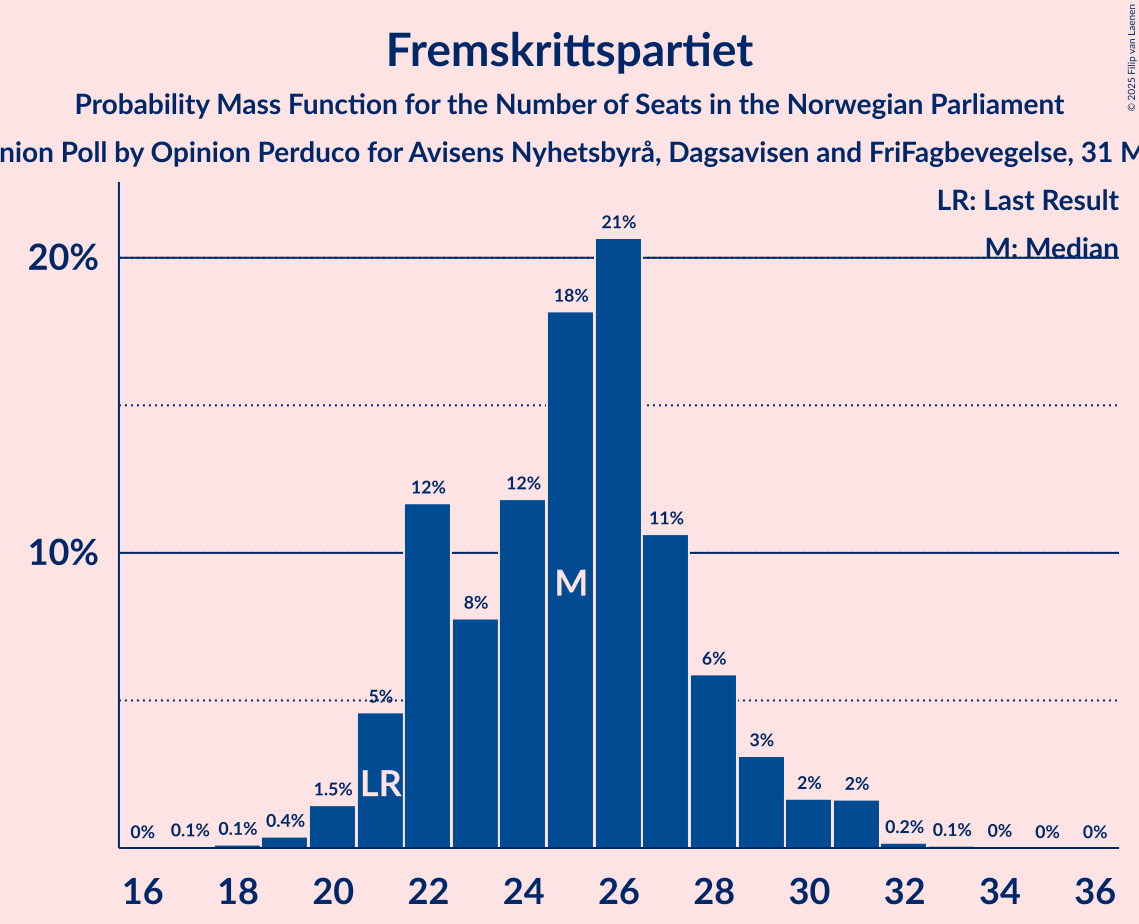 Fremskrittspartiet
Probability Mass Function for the Number of Seats in the Norwegian Parliament
nion Poll by Opinion Perduco for Avisens Nyhetsbyrå, Dagsavisen and FriFagbevegelse, 31 M
© 2025 Filip van Laenen
LR: Last Result
M: Median
20%
10%
0%
0.1%
0.1%
0.4%
1.5%
5%
12%
8%
12%
18%
21%
11%
6%
3%
2%
2%
0.2%
0.1%
0%
0%
0%
LR
M
16 18 20 22 24 26 28 30 32 34 36